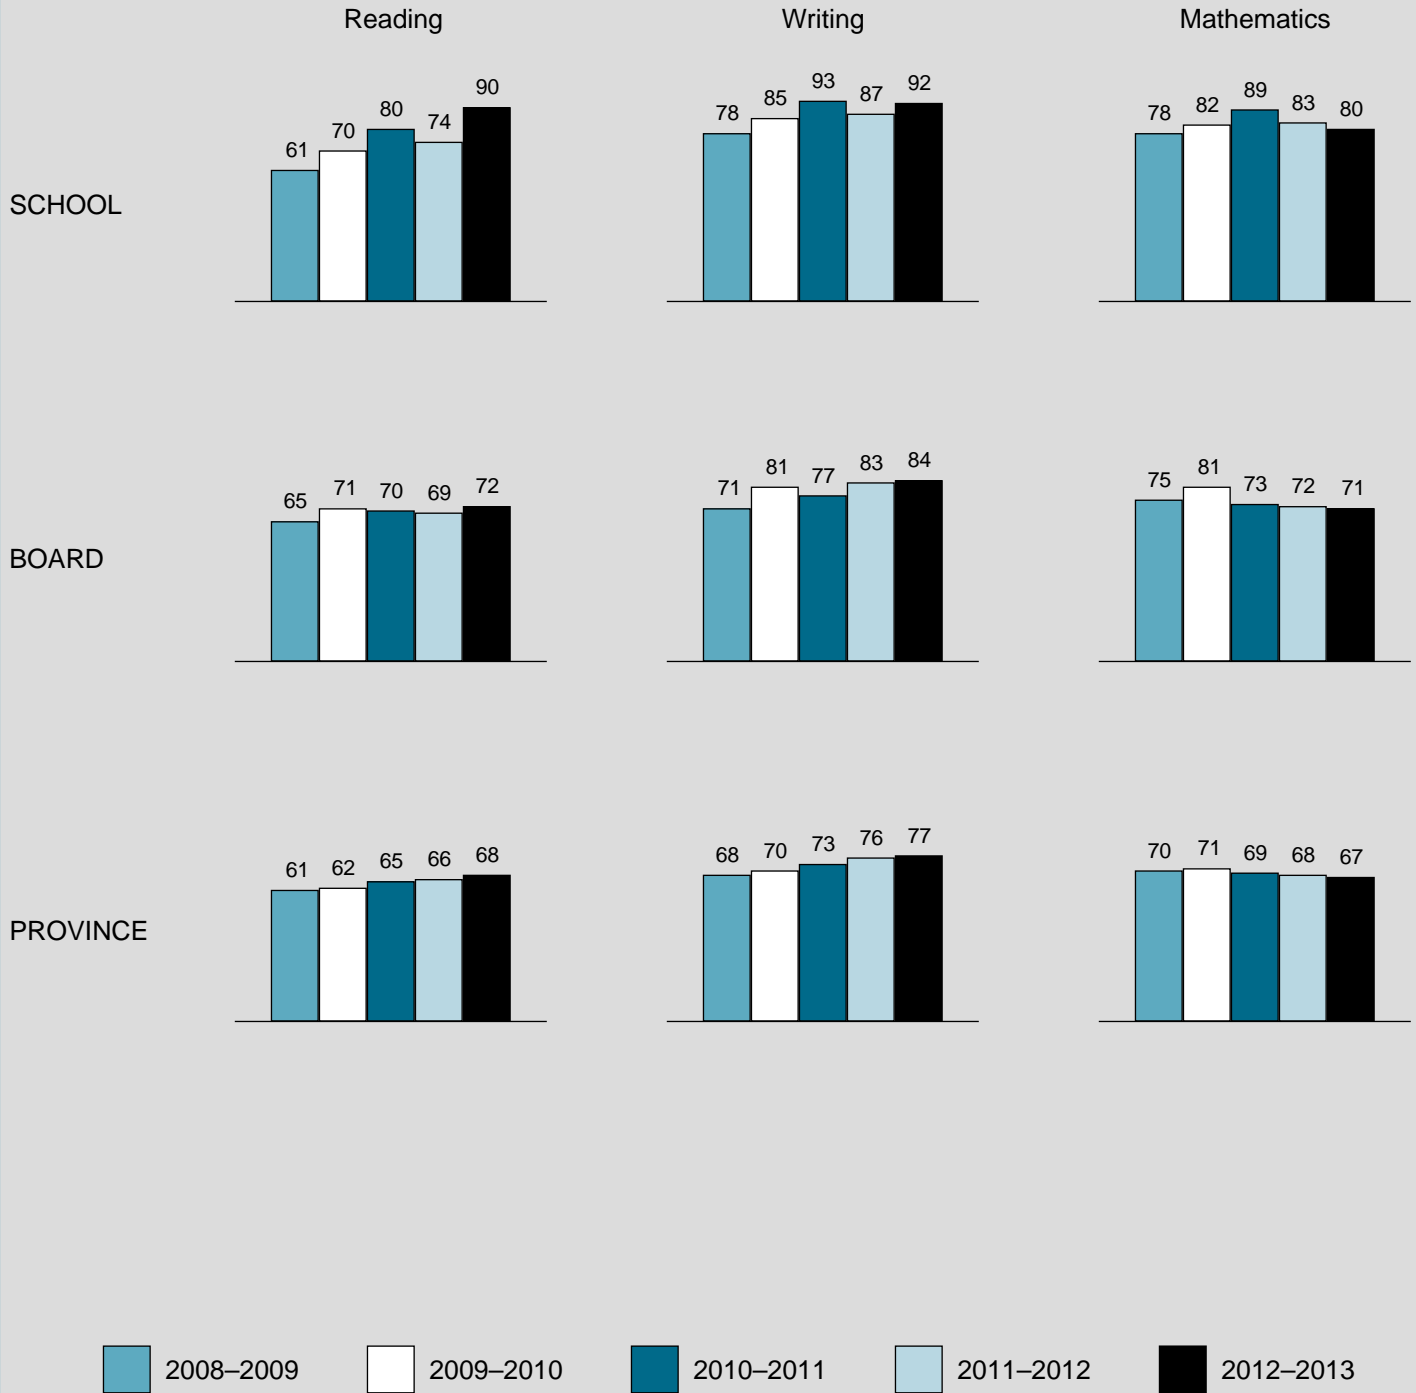 Reading Writing Mathematics
SCHOOL
61 70 80 74 90
78 85 93 87 92
78 82 89 83 80
BOARD
65 71 70 69 72
71 81 77 83 84
75 81 73 72 71
PROVINCE
61 62 65 66 68
68 70 73 76 77
70 71 69 68 67
2008–2009 2009–2010 2010–2011 2011–2012 2012–2013